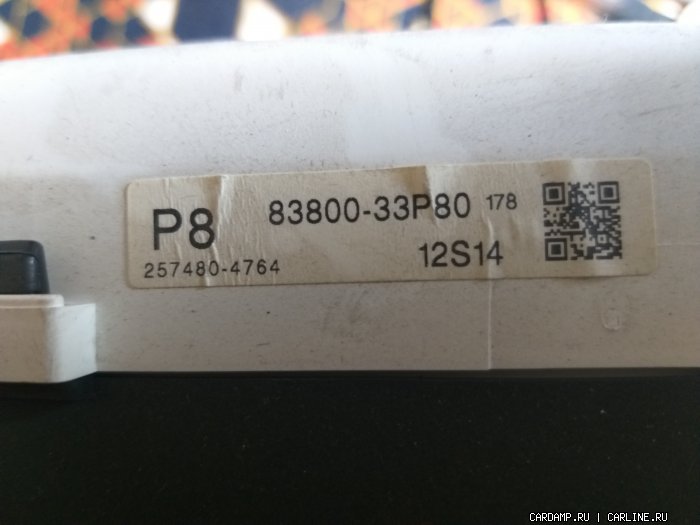 P8 83800-33P80 178
257480-4764 12S14
CARDAMP.RU | CARLINE.RU